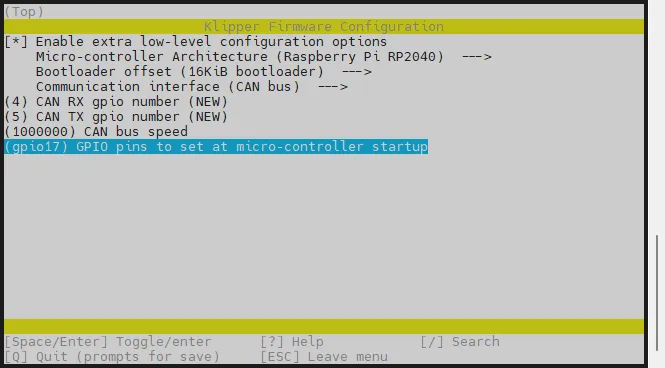 (Top)
Klipper Firmware Configuration
[*] Enable extra low-level configuration options
Micro-controller Architecture (Raspberry Pi RP2040)  --->
Bootloader offset (16KiB bootloader)  --->
Communication interface (CAN bus)  --->
(4) CAN RX gpio number (NEW)
(5) CAN TX gpio number (NEW)
(1000000) CAN bus speed
(gpio17) GPIO pins to set at micro-controller startup
[Space/Enter] Toggle/enter [?] Help [/] Search
[Q] Quit (prompts for save) [ESC] Leave menu